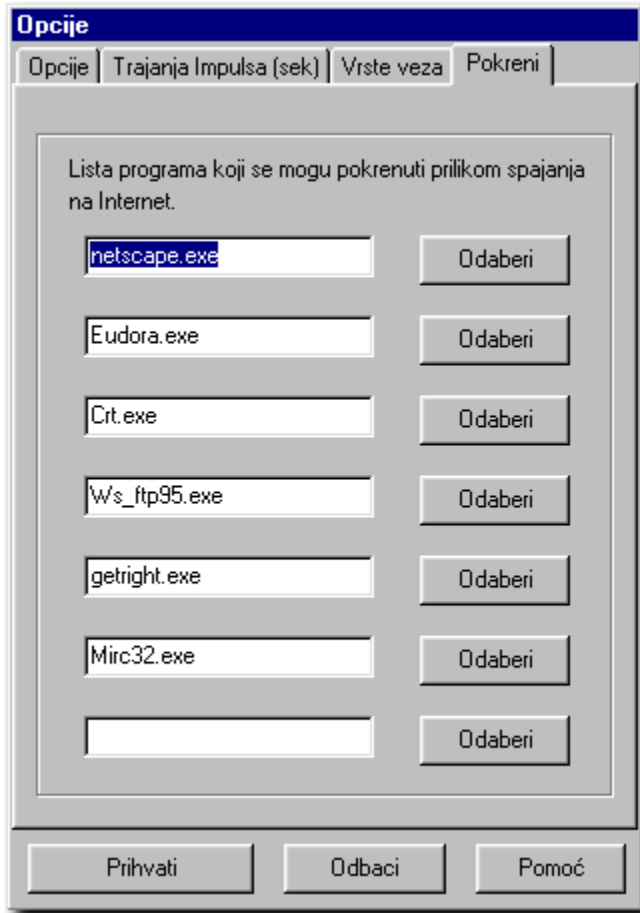 Opcije
Opcije Trajanja Impulsa (sek) Vrste veza Pokreni
Lista programa koji se mogu pokrenuti prilikom spajanja
na Internet.
netscape.exe Odaberi
Eudora.exe Odaberi
Crt.exe Odaberi
Ws_ftp95.exe Odaberi
getright.exe Odaberi
Mirc32.exe Odaberi
Odaberi
Prihvati Odbaci Pomoć